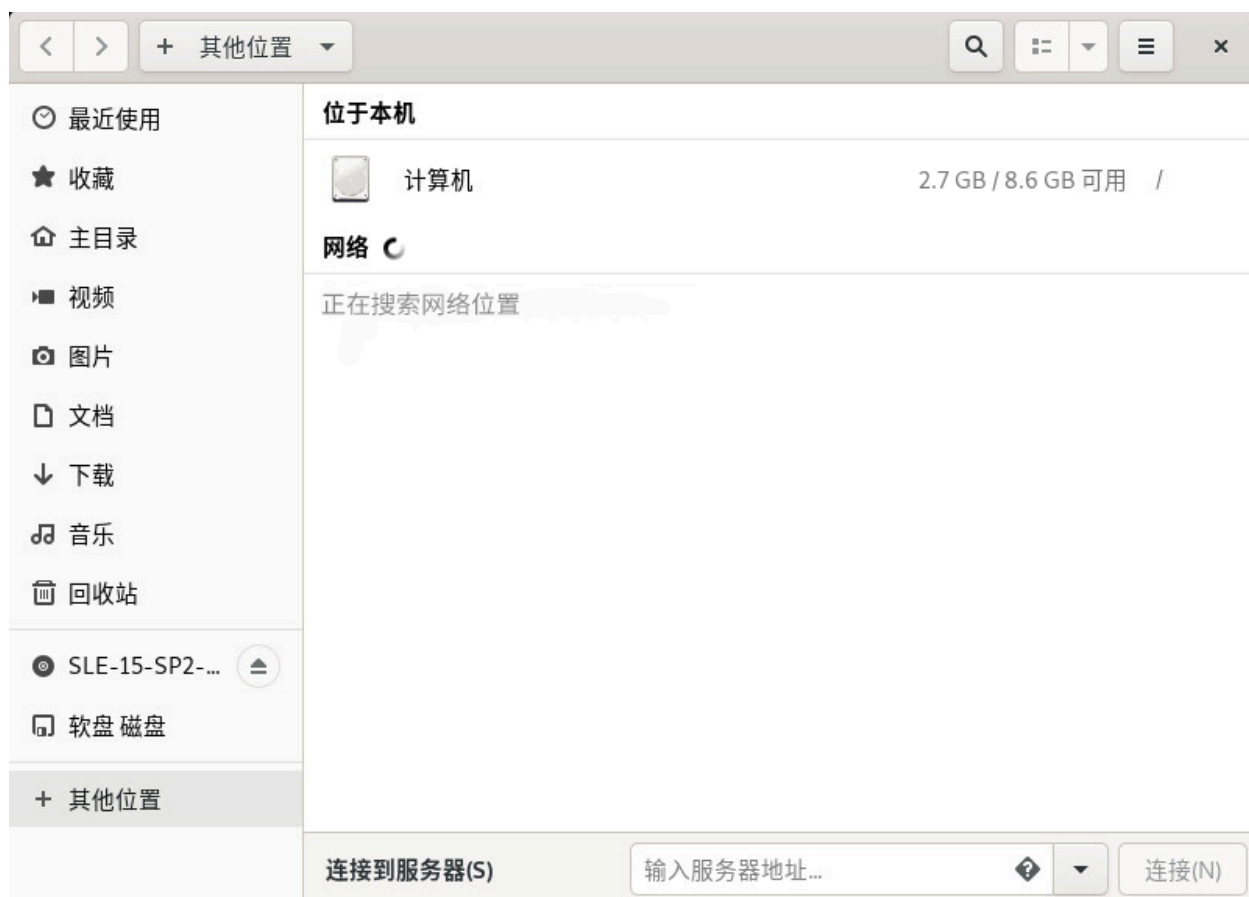 其他位置
最近使用
收藏
主目录
视频
图片
文档
下载
音乐
回收站
SLE-15-SP2-...
软盘 磁盘
其他位置
位于本机
计算机 2.7 GB / 8.6 GB 可用 /
网络
正在搜索网络位置
连接到服务器(S) 输入服务器地址... 连接(N)